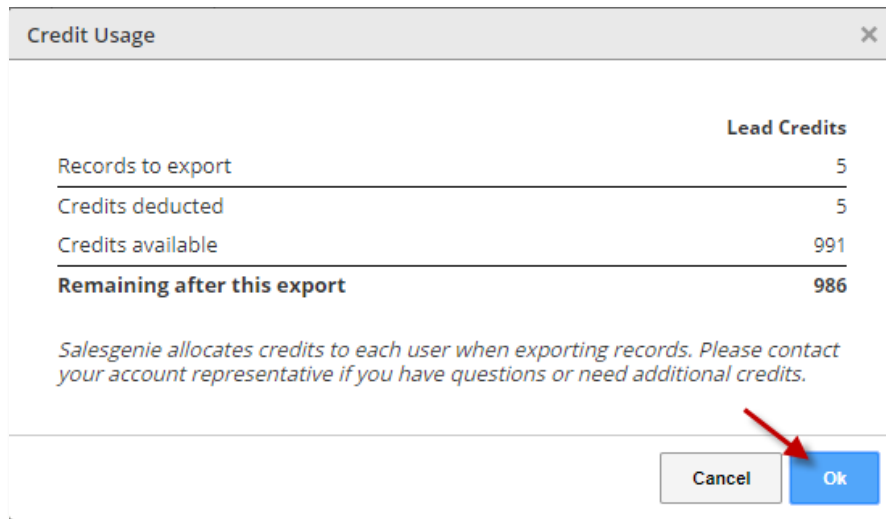 Credit Usage ×
Lead Credits
Records to export 5
Credits deducted 5
Credits available 991
Remaining after this export 986
Salesgenie allocates credits to each user when exporting records. Please contact
your account representative if you have questions or need additional credits.
Cancel Ok